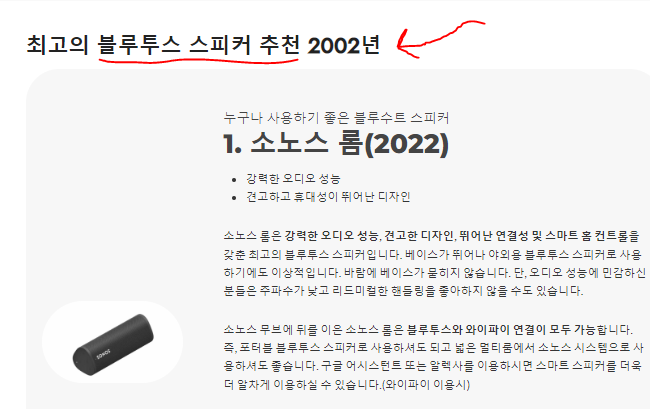 최고의 블루투스 스피커 추천 2002년
누구나 사용하기 좋은 블루수트 스피커
1. 소노스 롬(2022)
• 강력한 오디오 성능
• 견고하고 휴대성이 뛰어난 디자인
소노스 롬은 강력한 오디오 성능, 견고한 디자인, 뛰어난 연결성 및 스마트 홈 컨트롤을
갖춘 최고의 블루투스 스피커입니다. 베이스가 뛰어나 야외용 블루투스 스피커로 사용
하기에도 이상적입니다. 바람에 베이스가 묻히지 않습니다. 단, 오디오 성능에 민감하신
분들은 주파수가 낮고 리드미컬한 핸들링을 좋아하지 않을 수도 있습니다.
소노스 무브에 뒤를 이은 소노스 롬은 블루투스와 와이파이 연결이 모두 가능합니다.
즉, 포터블 블루투스 스피커로 사용하셔도 되고 넓은 멀티룸에서 소노스 시스템으로 사
용하셔도 좋습니다. 구글 어시스턴트 또는 알렉사를 이용하시면 스마트 스피커를 더욱
더 알차게 이용하실 수 있습니다.(와이파이 이용시)
SONOS